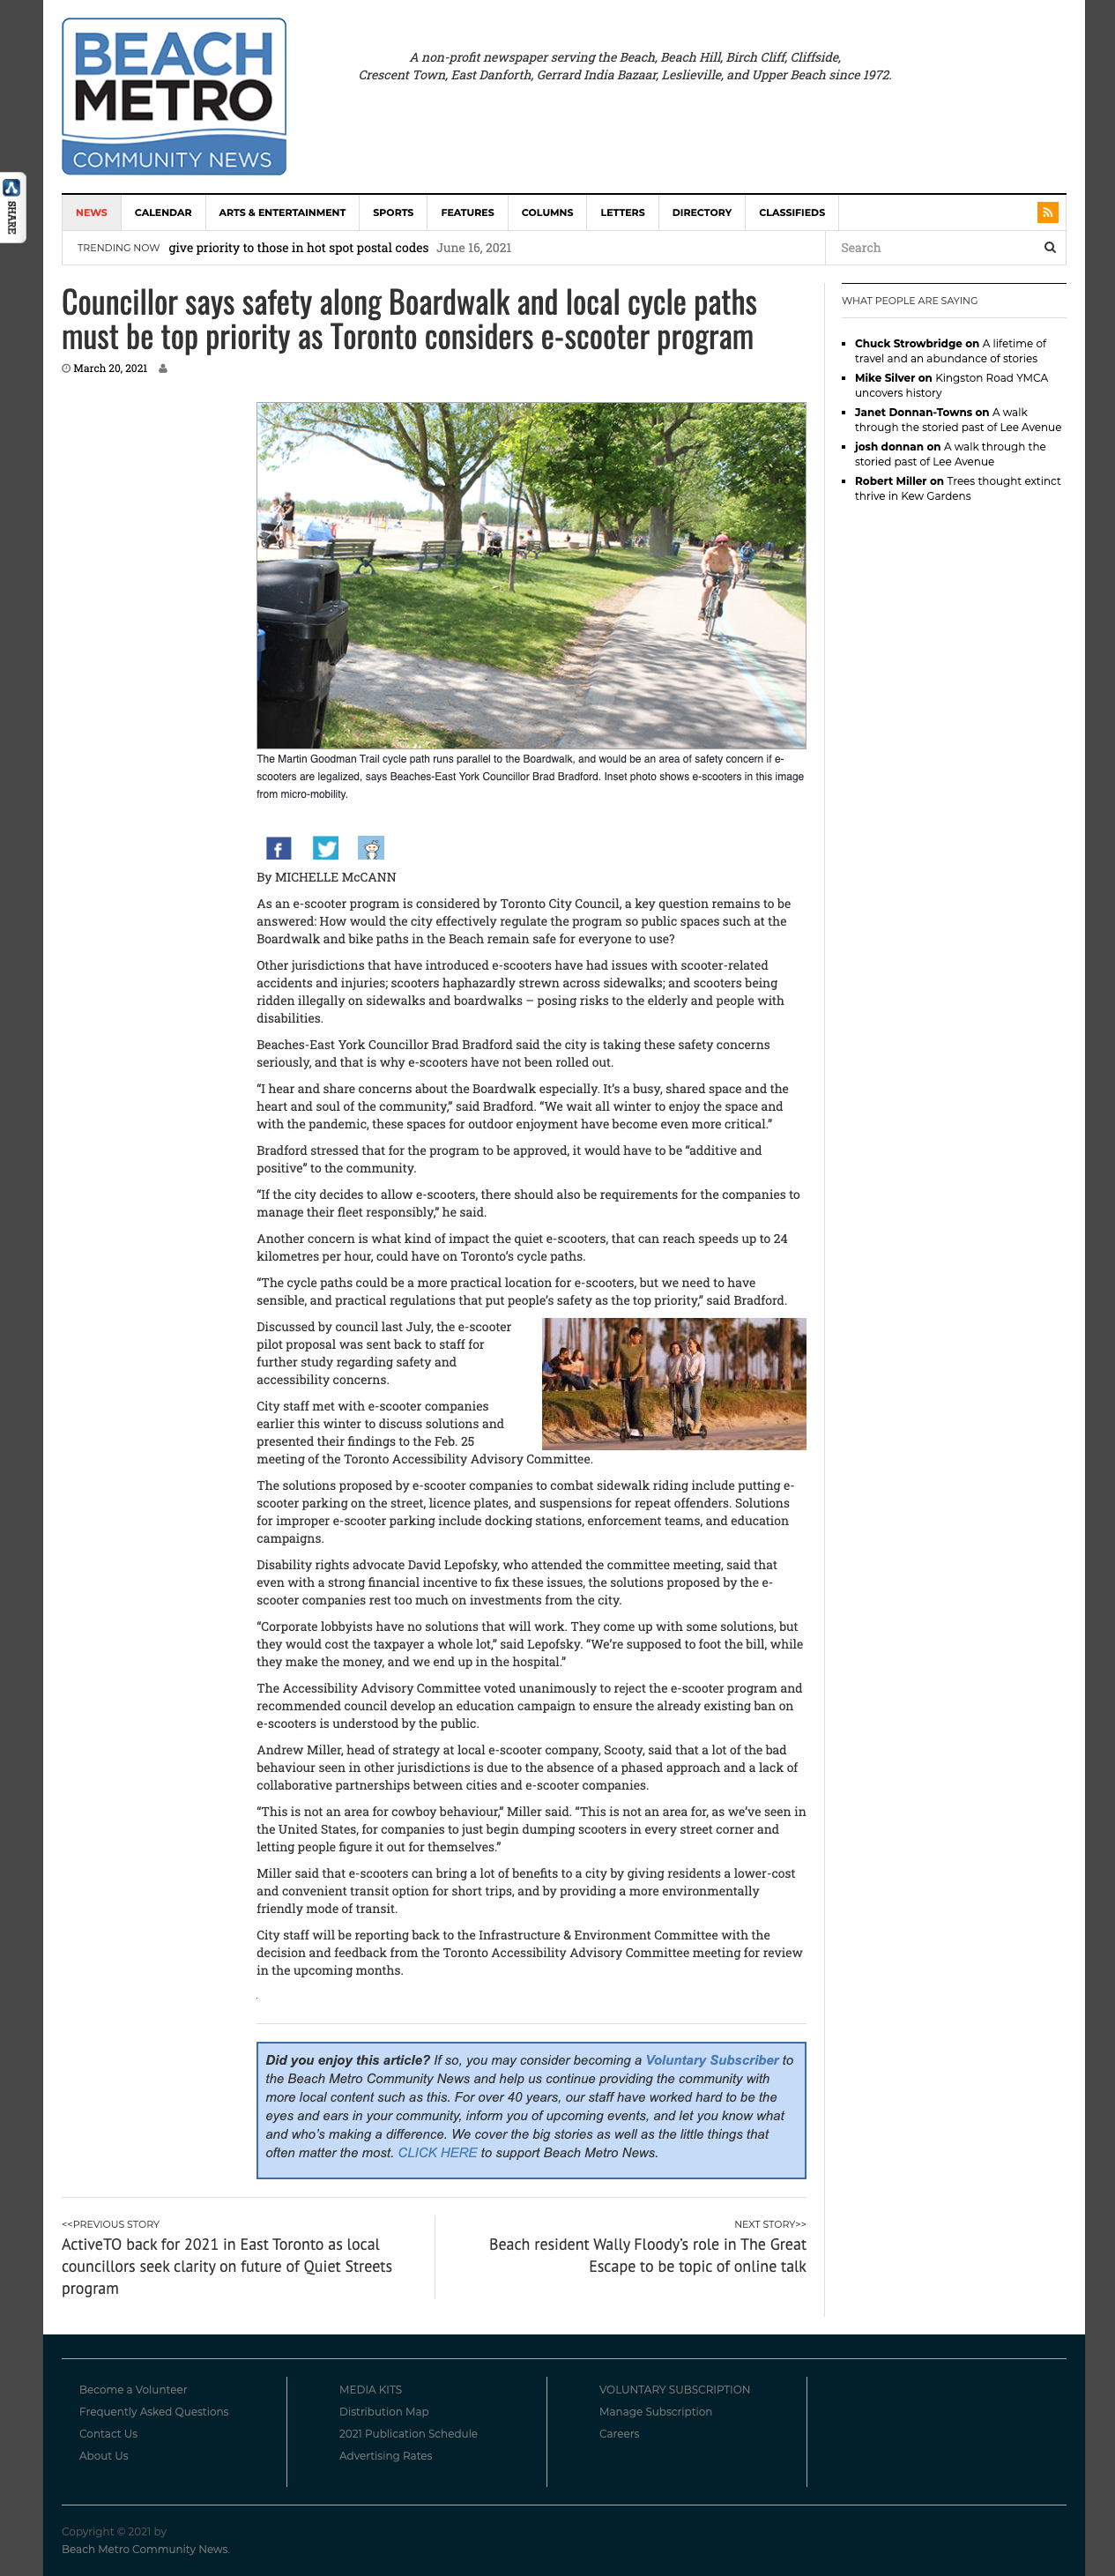 BEACH
METRO
COMMUNITY NEWS
A non-profit newspaper serving the Beach, Beach Hill, Birch Cliff, Cliffside,
Crescent Town, East Danforth, Gerrard India Bazaar, Leslieville, and Upper Beach since 1972.
SHARE
NEWS CALENDAR ARTS & ENTERTAINMENT SPORTS FEATURES COLUMNS LETTERS DIRECTORY CLASSIFIEDS
TRENDING NOW give priority to those in hot spot postal codes June 16, 2021 Search
Councillor says safety along Boardwalk and local cycle paths
must be top priority as Toronto considers e-scooter program
March 20, 2021
The Martin Goodman Trail cycle path runs parallel to the Boardwalk, and would be an area of safety concern if e-
scooters are legalized, says Beaches-East York Councillor Brad Bradford. Inset photo shows e-scooters in this image
from micro-mobility.
By MICHELLE McCANN
As an e-scooter program is considered by Toronto City Council, a key question remains to be
answered: How would the city effectively regulate the program so public spaces such at the
Boardwalk and bike paths in the Beach remain safe for everyone to use?
Other jurisdictions that have introduced e-scooters have had issues with scooter-related
accidents and injuries; scooters haphazardly strewn across sidewalks; and scooters being
ridden illegally on sidewalks and boardwalks – posing risks to the elderly and people with
disabilities.
Beaches-East York Councillor Brad Bradford said the city is taking these safety concerns
seriously, and that is why e-scooters have not been rolled out.
“I hear and share concerns about the Boardwalk especially. It’s a busy, shared space and the
heart and soul of the community,” said Bradford. “We wait all winter to enjoy the space and
with the pandemic, these spaces for outdoor enjoyment have become even more critical.”
Bradford stressed that for the program to be approved, it would have to be “additive and
positive” to the community.
“If the city decides to allow e-scooters, there should also be requirements for the companies to
manage their fleet responsibly,” he said.
Another concern is what kind of impact the quiet e-scooters, that can reach speeds up to 24
kilometres per hour, could have on Toronto’s cycle paths.
“The cycle paths could be a more practical location for e-scooters, but we need to have
sensible, and practical regulations that put people’s safety as the top priority,” said Bradford.
Discussed by council last July, the e-scooter
pilot proposal was sent back to staff for
further study regarding safety and
accessibility concerns.
City staff met with e-scooter companies
earlier this winter to discuss solutions and
presented their findings to the Feb. 25
meeting of the Toronto Accessibility Advisory Committee.
The solutions proposed by e-scooter companies to combat sidewalk riding include putting e-
scooter parking on the street, licence plates, and suspensions for repeat offenders. Solutions
for improper e-scooter parking include docking stations, enforcement teams, and education
campaigns.
Disability rights advocate David Lepofsky, who attended the committee meeting, said that
even with a strong financial incentive to fix these issues, the solutions proposed by the e-
scooter companies rest too much on investments from the city.
“Corporate lobbyists have no solutions that will work. They come up with some solutions, but
they would cost the taxpayer a whole lot,” said Lepofsky. “We’re supposed to foot the bill, while
they make the money, and we end up in the hospital.”
The Accessibility Advisory Committee voted unanimously to reject the e-scooter program and
recommended council develop an education campaign to ensure the already existing ban on
e-scooters is understood by the public.
Andrew Miller, head of strategy at local e-scooter company, Scooty, said that a lot of the bad
behaviour seen in other jurisdictions is due to the absence of a phased approach and a lack of
collaborative partnerships between cities and e-scooter companies.
“This is not an area for cowboy behaviour,” Miller said. “This is not an area for, as we’ve seen in
the United States, for companies to just begin dumping scooters in every street corner and
letting people figure it out for themselves.”
Miller said that e-scooters can bring a lot of benefits to a city by giving residents a lower-cost
and convenient transit option for short trips, and by providing a more environmentally
friendly mode of transit.
City staff will be reporting back to the Infrastructure & Environment Committee with the
decision and feedback from the Toronto Accessibility Advisory Committee meeting for review
in the upcoming months.
Did you enjoy this article? If so, you may consider becoming a Voluntary Subscriber to
the Beach Metro Community News and help us continue providing the community with
more local content such as this. For over 40 years, our staff have worked hard to be the
eyes and ears in your community, inform you of upcoming events, and let you know what
and who’s making a difference. We cover the big stories as well as the little things that
often matter the most. CLICK HERE to support Beach Metro News.
<<PREVIOUS STORY
ActiveTO back for 2021 in East Toronto as local
councillors seek clarity on future of Quiet Streets
program
NEXT STORY>>
Beach resident Wally Floody’s role in The Great
Escape to be topic of online talk
WHAT PEOPLE ARE SAYING
Chuck Strowbridge on A lifetime of
travel and an abundance of stories
Mike Silver on Kingston Road YMCA
uncovers history
Janet Donnan-Towns on A walk
through the storied past of Lee Avenue
josh donnan on A walk through the
storied past of Lee Avenue
Robert Miller on Trees thought extinct
thrive in Kew Gardens
Become a Volunteer
Frequently Asked Questions
Contact Us
About Us
MEDIA KITS
Distribution Map
2021 Publication Schedule
Advertising Rates
VOLUNTARY SUBSCRIPTION
Manage Subscription
Careers
Copyright © 2021 by
Beach Metro Community News.